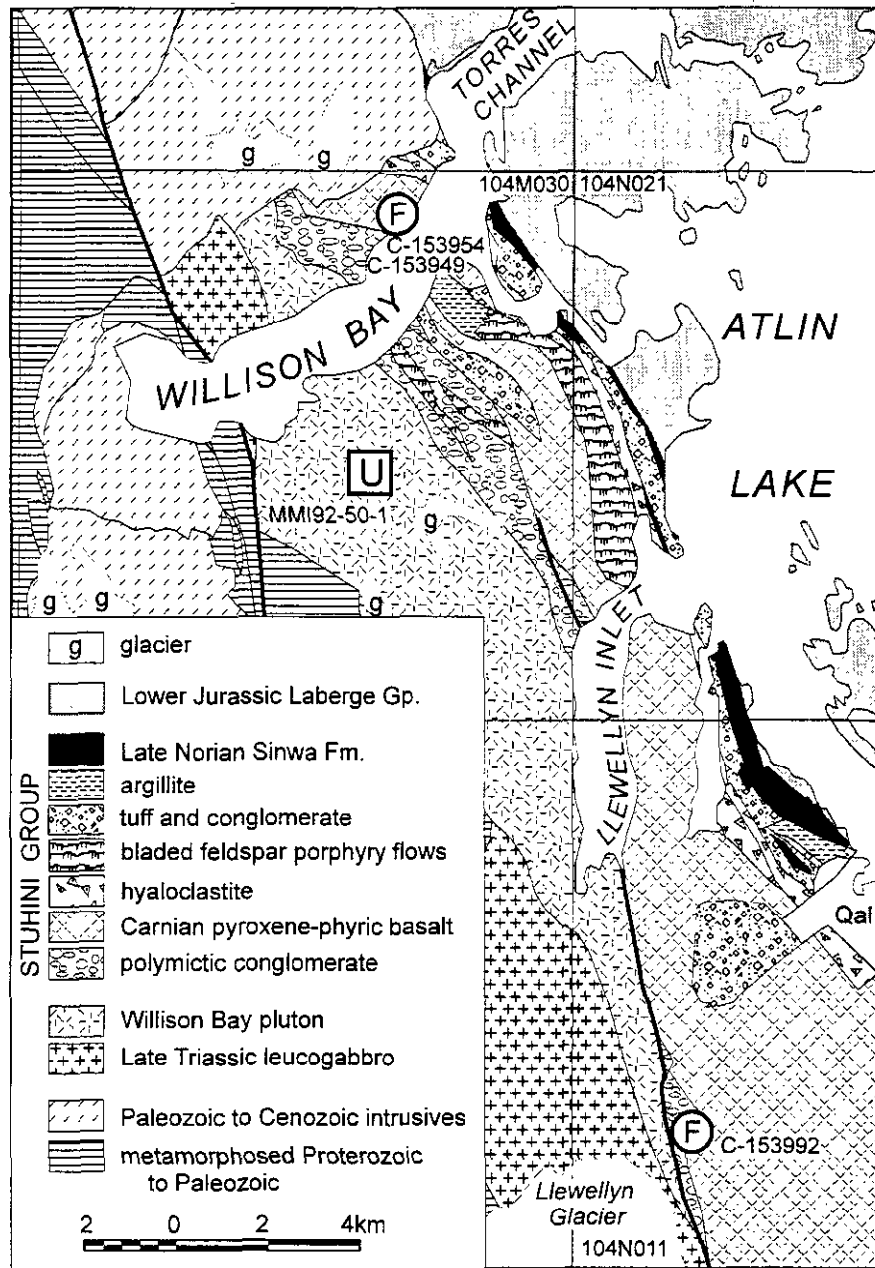 TORRES
CHANNEL
g
g
104M030 104N021
F
C-153954
C-153949
WILLISON BAY
ATLIN
LAKE
U
MMI92-50-1
g
g
g
g
LLEWELLYN INLET
g glacier
Lower Jurassic Laberge Gp.
STUHINI GROUP
Late Norian Sinwa Fm.
argillite
tuff and conglomerate
bladed feldspar porphyry flows
hyaloclastite
Carnian pyroxene-phyric basalt
polymictic conglomerate
Willison Bay pluton
Late Triassic leucogabbro
Paleozoic to Cenozoic intrusives
metamorphosed Proterozoic
to Paleozoic
2 0 2 4km
Qal
F
C-153992
Llewellyn
Glacier
104N011